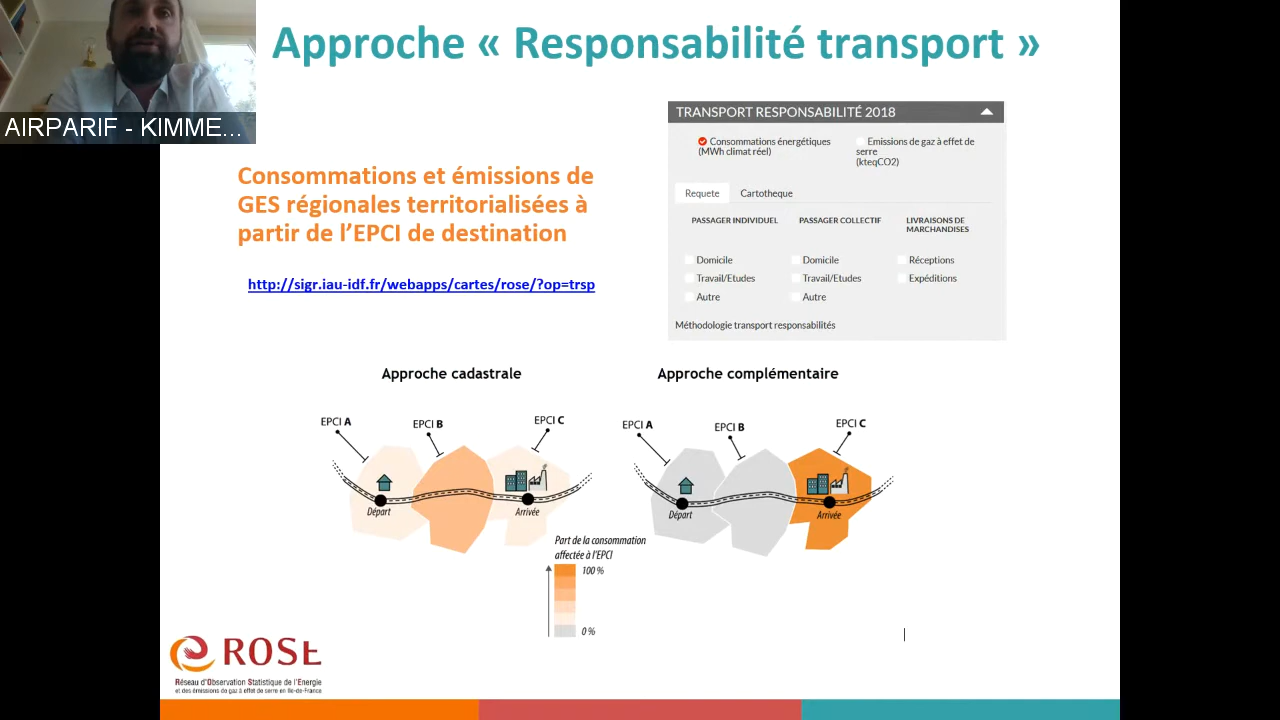 Approche « Responsabilité transport »
AIRPARIF - KIMME...
Consommations et émissions de
GES régionales territorialisées à
partir de l'EPCI de destination
http://sigr.iau-idf.fr/webapps/cartes/rose/?op=trsp
TRANSPORT RESPONSABILITÉ 2018
Consommations énergétiques
(MWh climat réel)
Emissions de gaz à effet de
serre
(kteqCO2)
Requete
Cartotheque
PASSAGER INDIVIDUEL
PASSAGER COLLECTIF
LIVRAISONS DE
MARCHANDISES
Domicile
Domicile
Réceptions
Travail/Etudes
Travail/Etudes
Expéditions
Autre
Autre
Méthodologie transport responsabilités
Approche cadastrale
Approche complémentaire
EPCI A
EPCI B
EPCI C
EPCI A
EPCI B
EPCI C
Départ
Arrivée
Départ
Arrivée
Part de la consommation
affectée à l'EPCI
100 %
0 %
ROSE
Réseau d'Observation Statistique de l'Energie
et des émissions de gaz à effet de serre en Ile-de-France